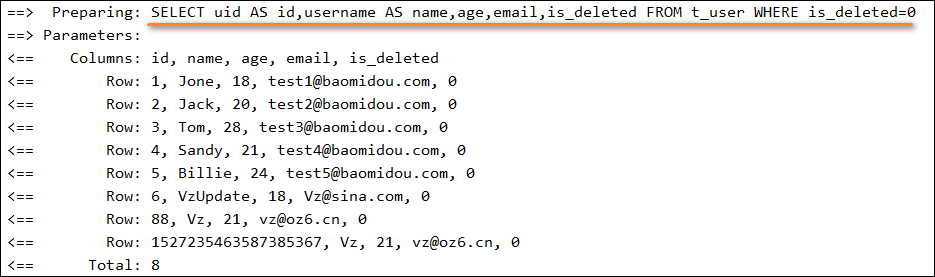 ==>  Preparing: SELECT uid AS id,username AS name,age,email,is_deleted FROM t_user WHERE is_deleted=0
==> Parameters:
<==    Columns: id, name, age, email, is_deleted
<==        Row: 1, Jone, 18, test1@baomidou.com, 0
<==        Row: 2, Jack, 20, test2@baomidou.com, 0
<==        Row: 3, Tom, 28, test3@baomidou.com, 0
<==        Row: 4, Sandy, 21, test4@baomidou.com, 0
<==        Row: 5, Billie, 24, test5@baomidou.com, 0
<==        Row: 6, VzUpdate, 18, Vz@sina.com, 0
<==        Row: 88, Vz, 21, vz@oz6.cn, 0
<==        Row: 1527235463587385367, Vz, 21, vz@oz6.cn, 0
<==      Total: 8